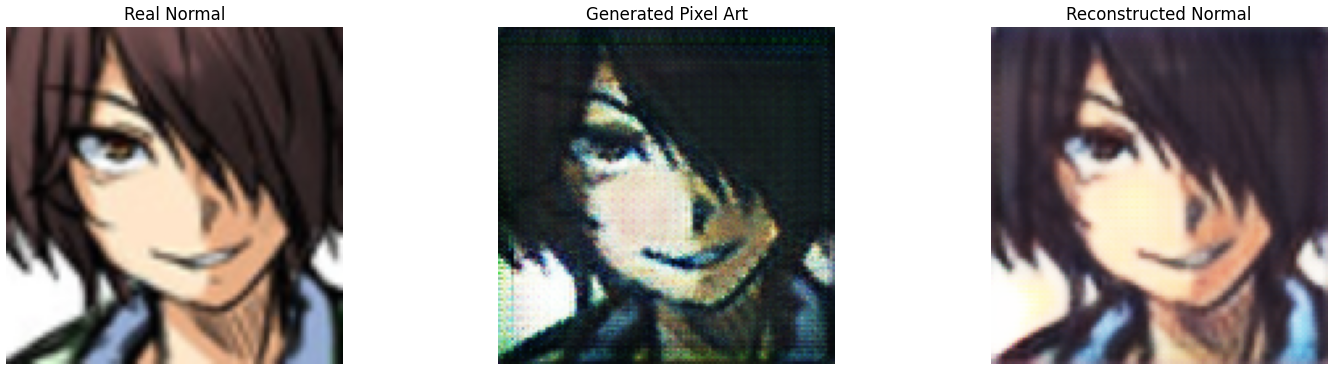 Real Normal
Generated Pixel Art
Reconstructed Normal